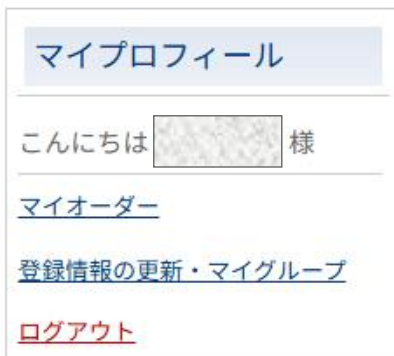 マイプロフィール
こんにちは 様
マイオーダー
登録情報の更新・マイグループ
ログアウト